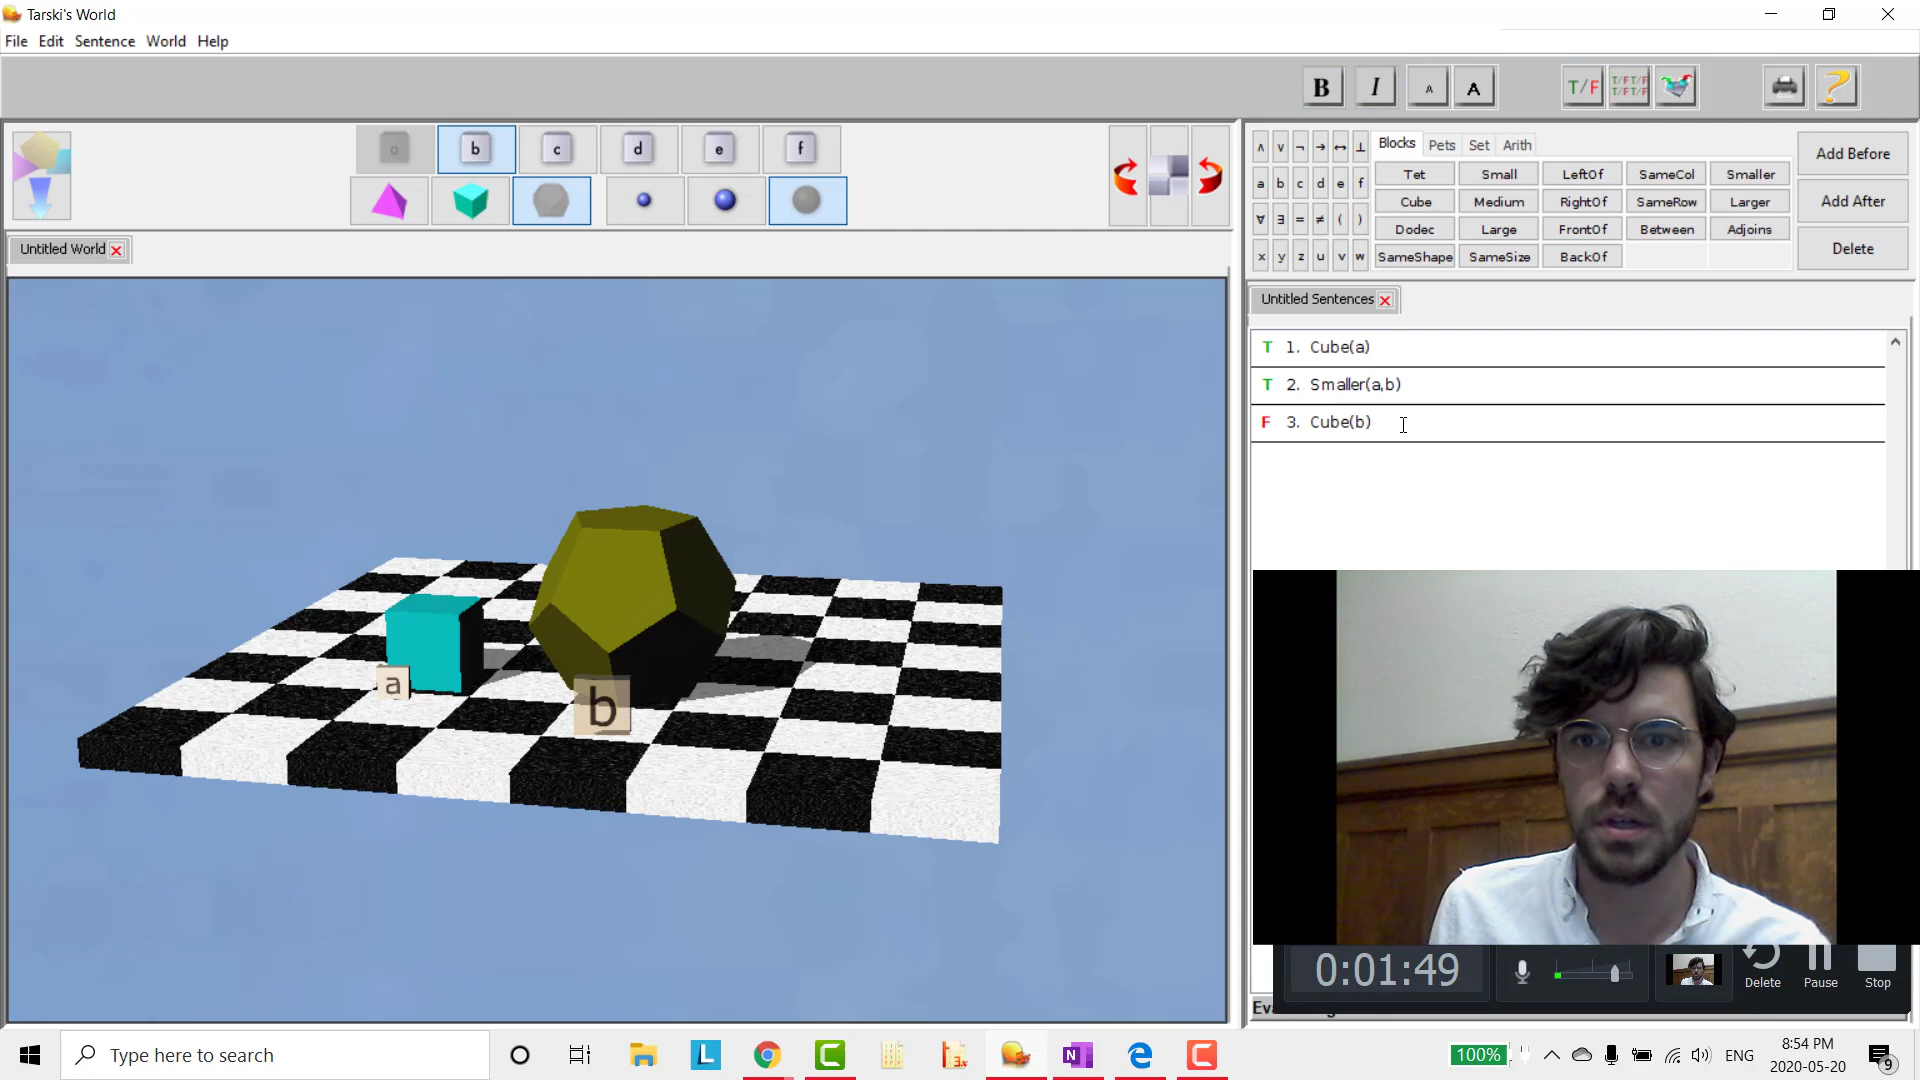 Tarski's World
File Edit Sentence World Help
B I A A T/F T/F T/F T/F T/F ?
a b c d e f
∧ ∨ ¬ → ↔ ⊥ Blocks Pets Set Arith Add Before
a b c d e f Tet Small LeftOf SameCol Smaller
∀ ∃ = ≠ ( ) Cube Medium RightOf SameRow Larger Add After
Dodec Large FrontOf Between Adjoins
x y z u v w SameShape SameSize BackOf Delete
Untitled World
Untitled Sentences
T 1. Cube(a)
T 2. Smaller(a,b)
F 3. Cube(b)
a
b
0:01:49 Delete Pause Stop
Type here to search
L C 3x N C 100% ENG 8:54 PM
2020-05-20 9